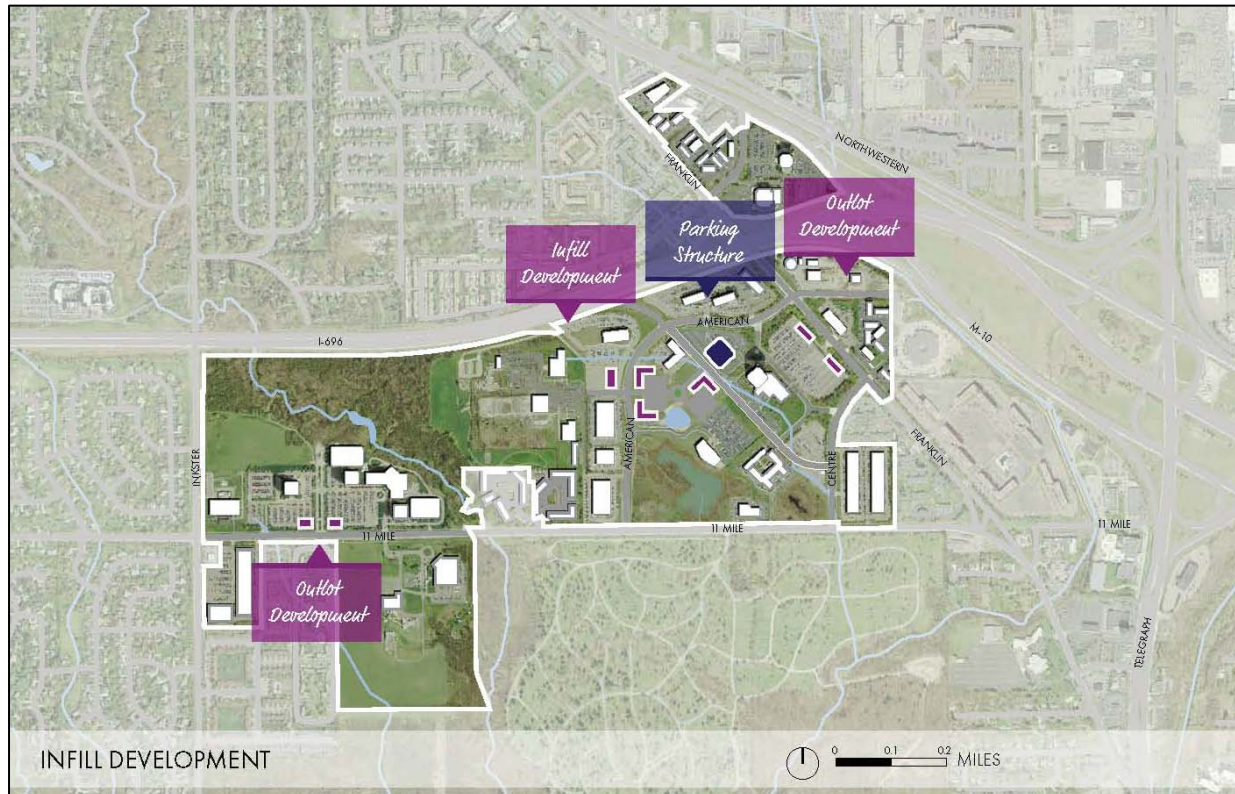 NORTHWESTERN
FRANKLIN
Outlot
Development
Parking
Structure
Infill
Development
AMERICAN
M-10
I-696
INKSTER
AMERICAN
CENTRE
FRANKLIN
11 MILE
11 MILE
11 MILE
Outlot
Development
TELEGRAPH
INFILL DEVELOPMENT
0 0.1 0.2
MILES